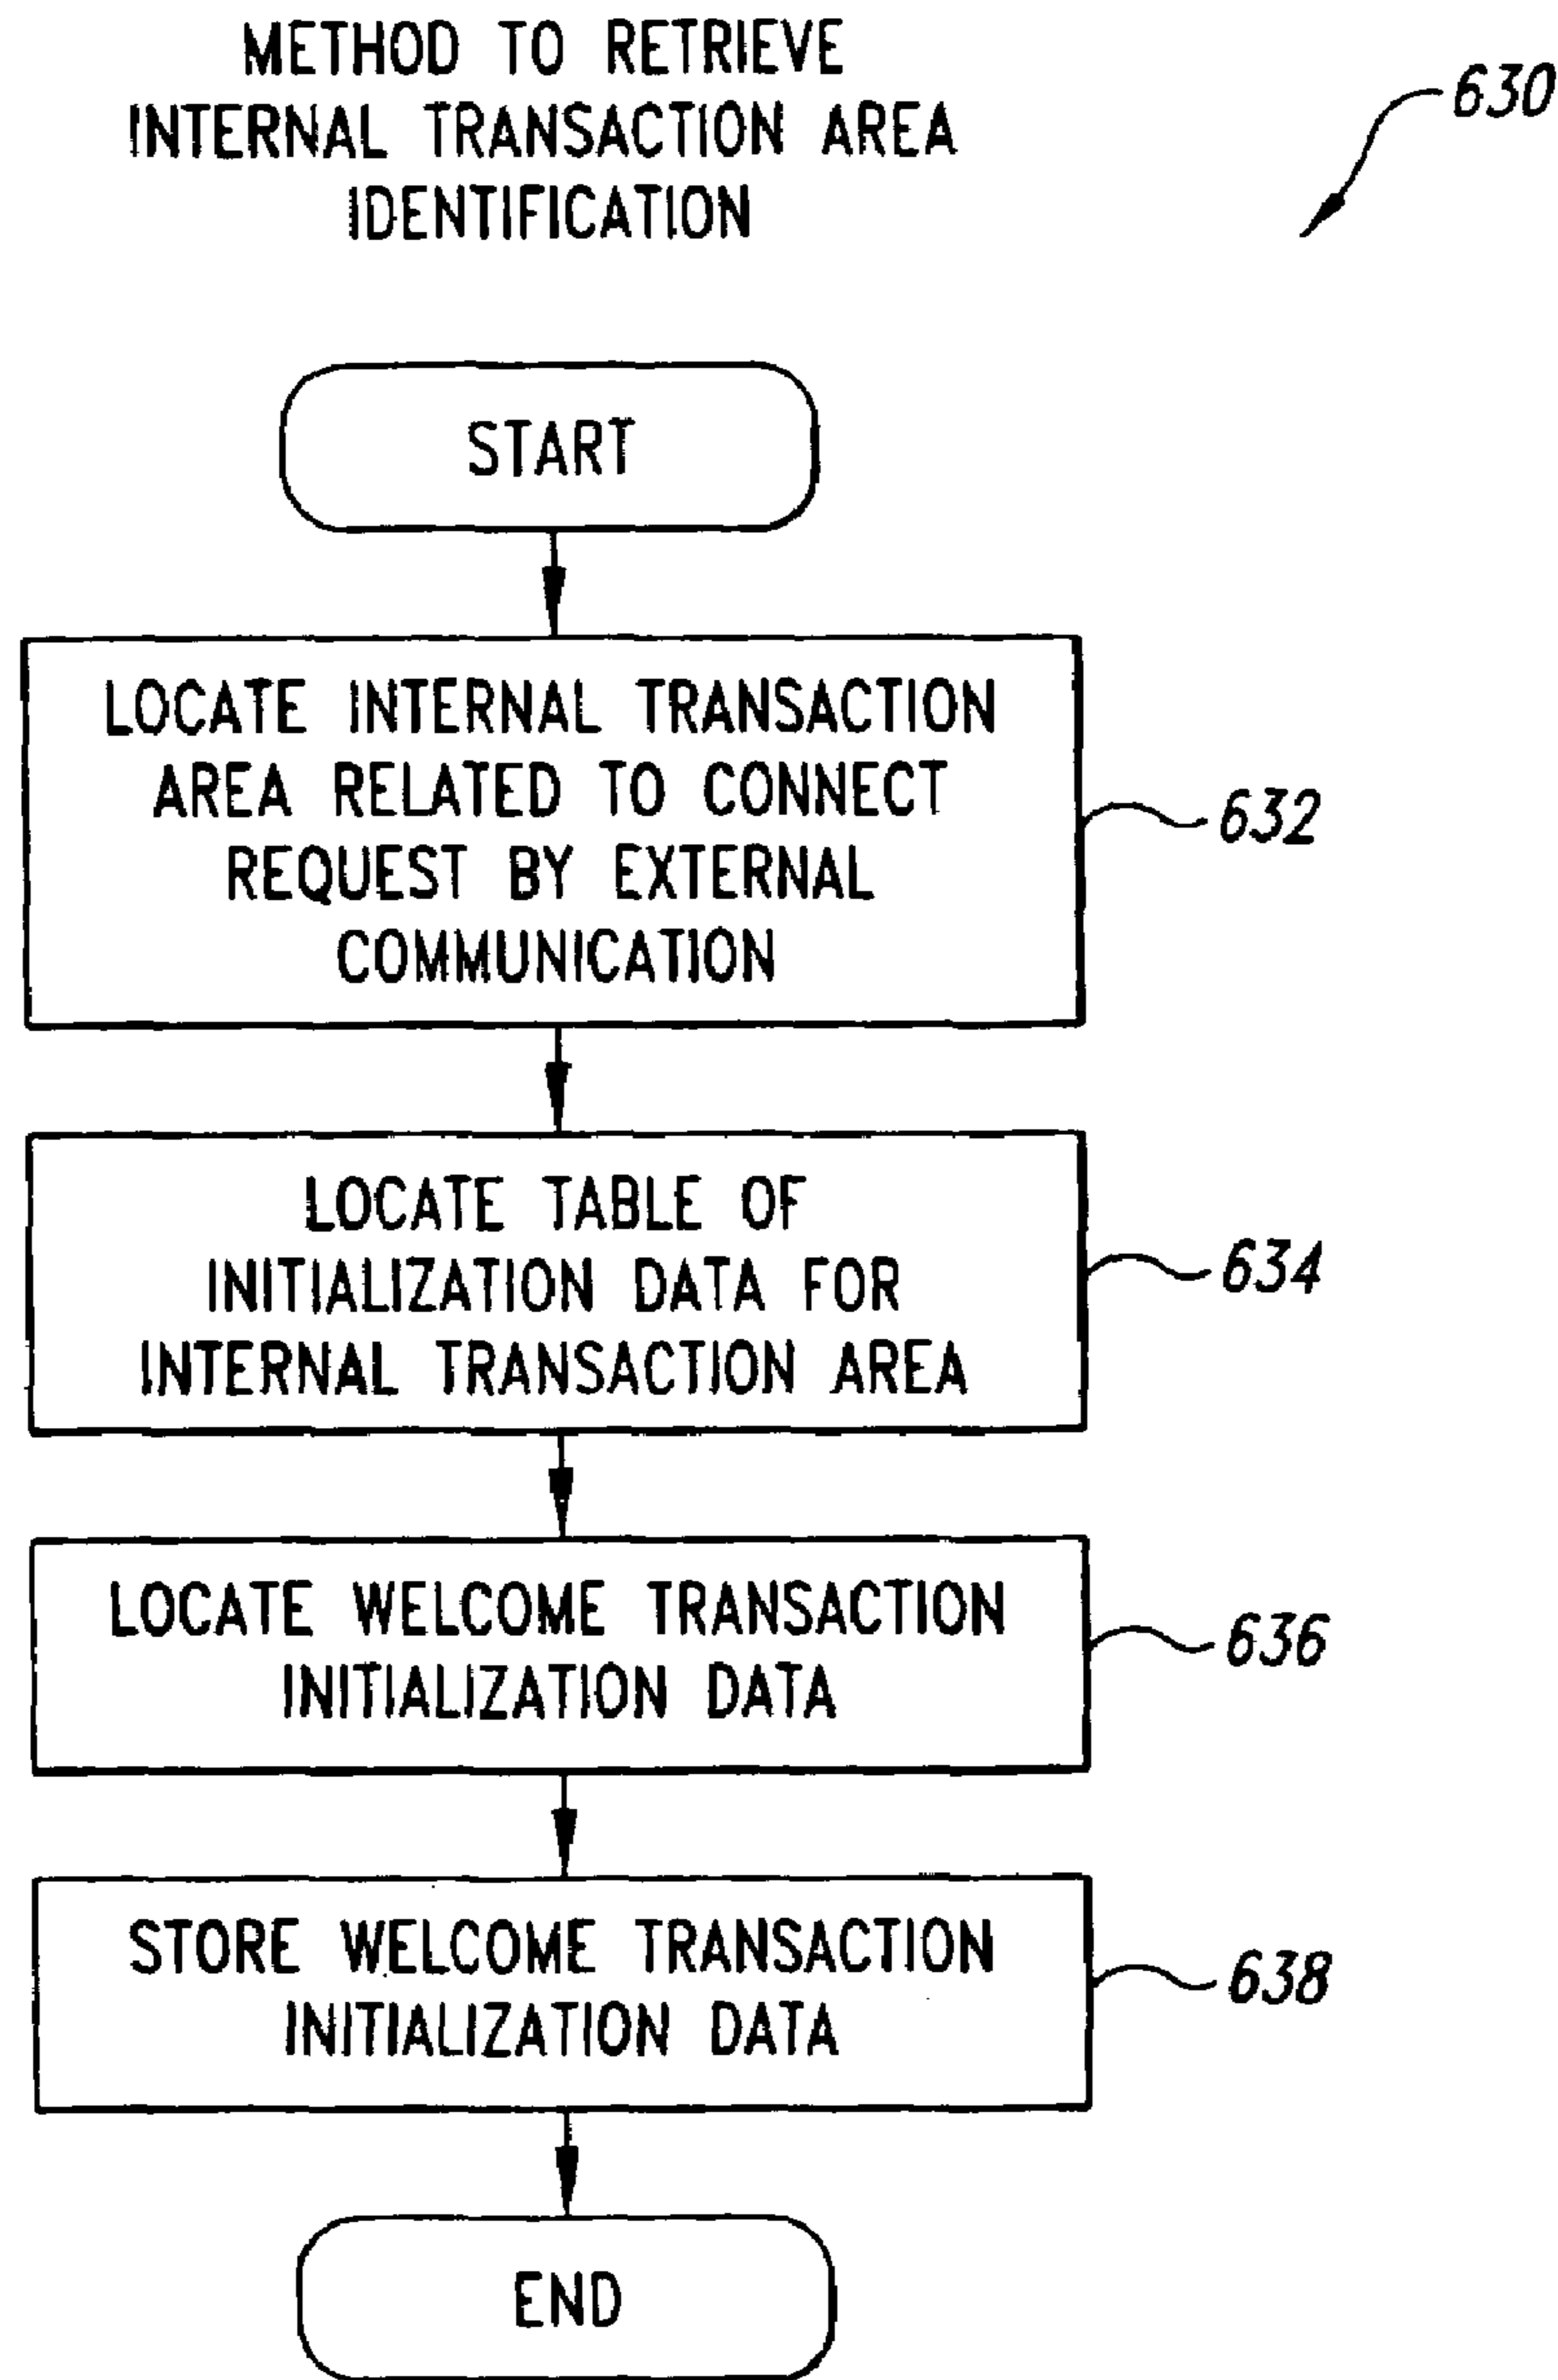 METHOD TO RETRIEVE
INTERNAL TRANSACTION AREA
IDENTIFICATION
630
START
LOCATE INTERNAL TRANSACTION
AREA RELATED TO CONNECT
REQUEST BY EXTERNAL
COMMUNICATION
632
LOCATE TABLE OF
INITIALIZATION DATA FOR
INTERNAL TRANSACTION AREA
634
LOCATE WELCOME TRANSACTION
INITIALIZATION DATA
636
STORE WELCOME TRANSACTION
INITIALIZATION DATA
638
END